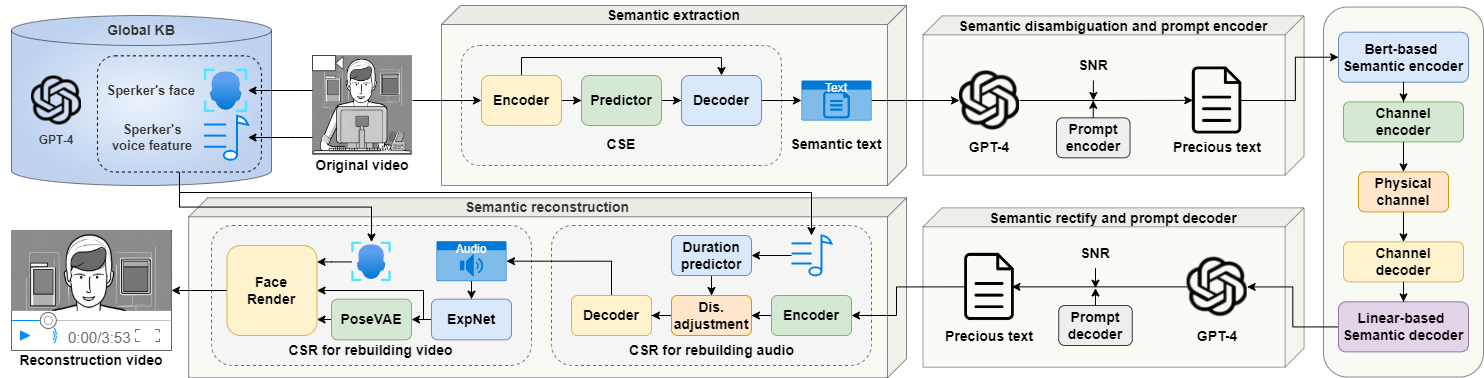 Global KB
GPT-4
Sperker's face
Sperker's
voice feature
Original video
Semantic extraction
Encoder
Predictor
Decoder
CSE
Text
Semantic text
Semantic disambiguation and prompt encoder
GPT-4
SNR
Prompt
encoder
Precious text
Bert-based
Semantic encoder
Channel
encoder
Physical
channel
Channel
decoder
Linear-based
Semantic decoder
Semantic rectify and prompt decoder
GPT-4
SNR
Prompt
decoder
Precious text
Semantic reconstruction
Duration
predictor
Encoder
Dis.
adjustment
Decoder
CSR for rebuilding audio
Audio
ExpNet
PoseVAE
Face
Render
CSR for rebuilding video
0:00/3:53
Reconstruction video